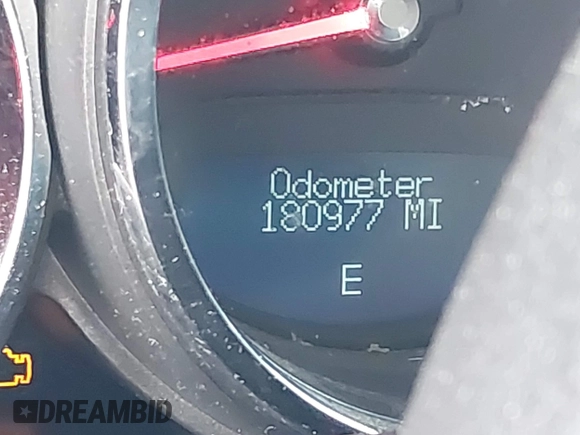 Odometer
180977 MI
E
DREAMBID